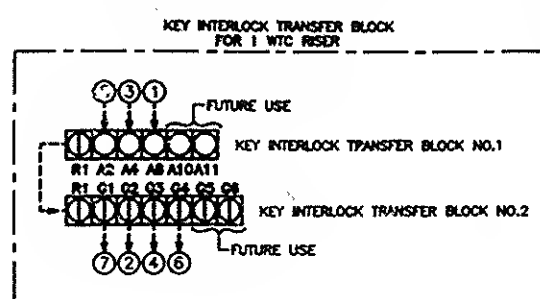 KEY INTERLOCK TRANSFER BLOCK
FOR 1 WTC RISER
3 1
FUTURE USE
KEY INTERLOCK TRANSFER BLOCK NO.1
R1 A2 A4 A8 A10 A11
R1 G1 G2 G3 G4 G5 G6
KEY INTERLOCK TRANSFER BLOCK NO.2
FUTURE USE
7 2 4 6